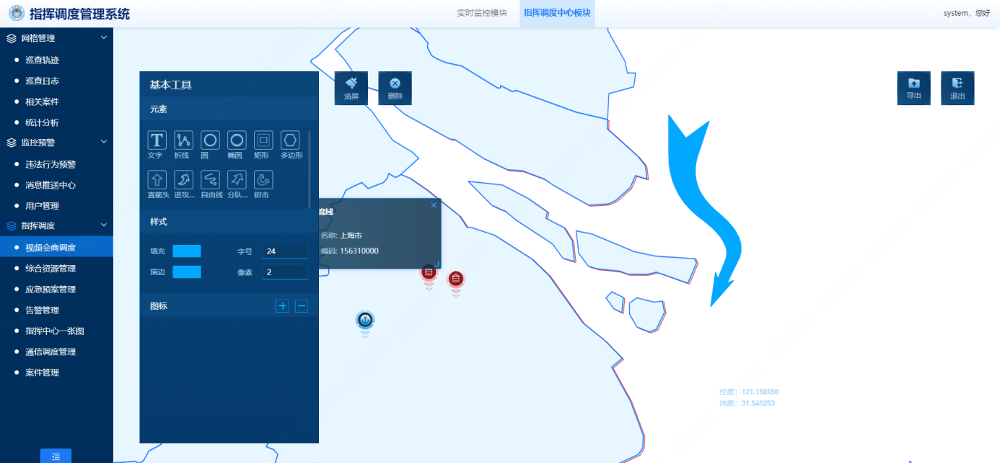 指挥调度管理系统
实时监控模块
指挥调度中心模块
system，您好
网格管理
巡查轨迹
巡查日志
相关案件
统计分析
监控预警
违法行为预警
消息推送中心
用户管理
指挥调度
视频会商调度
综合资源管理
应急预案管理
告警管理
指挥中心一张图
通信调度管理
案件管理
基本工具
元素
文字 折线 圆 椭圆 矩形 多边形
直箭头 进攻... 自由线 分队... 钳击
样式
填充 字号 24
描边 像素 2
图标
清屏
删除
导出
退出
流域
名称: 上海市
编码: 156310000
经度: 121.158150
纬度: 31.545253